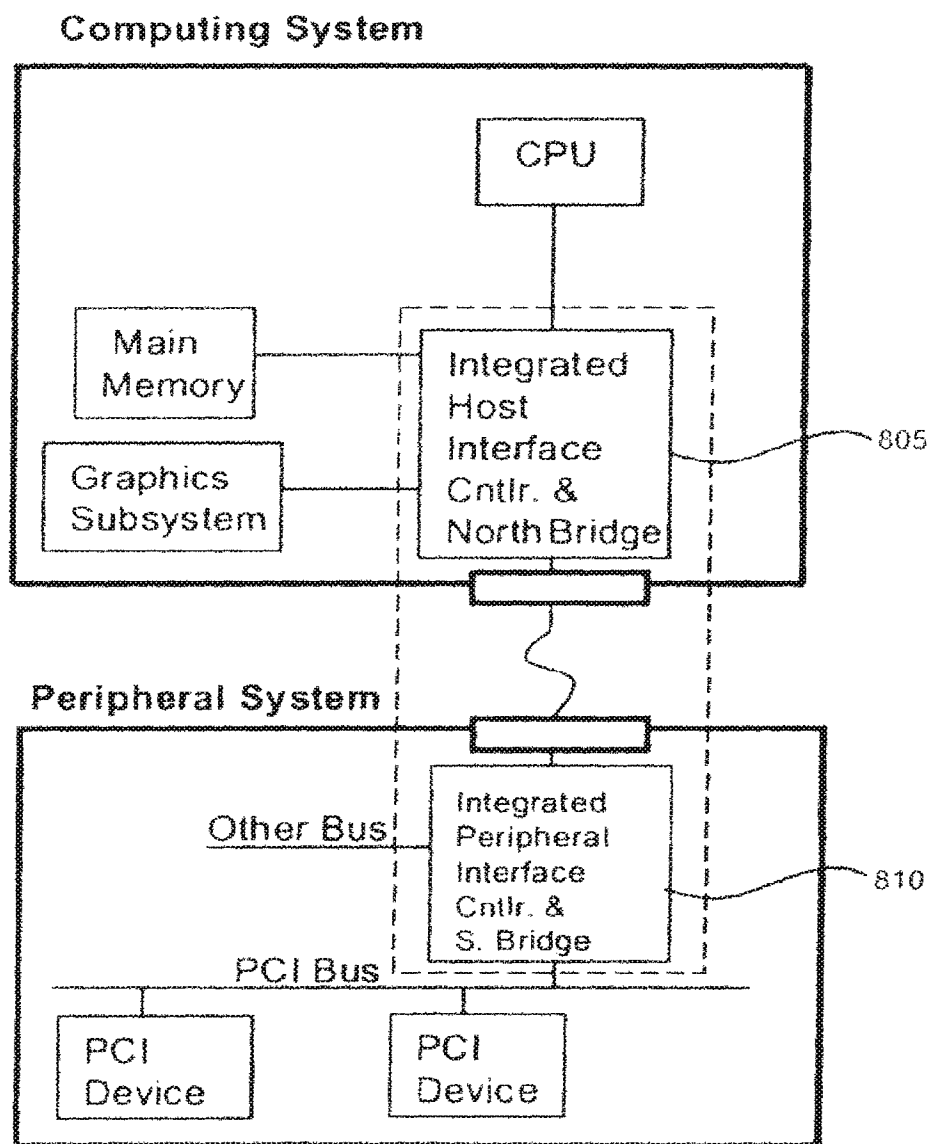 Computing System
CPU
Main
Memory
Graphics
Subsystem
Integrated
Host
Interface
Cntlr. &
North Bridge
805
Peripheral System
Other Bus
Integrated
Peripheral
Interface
Cntlr. &
S. Bridge
810
PCI Bus
PCI
Device
PCI
Device